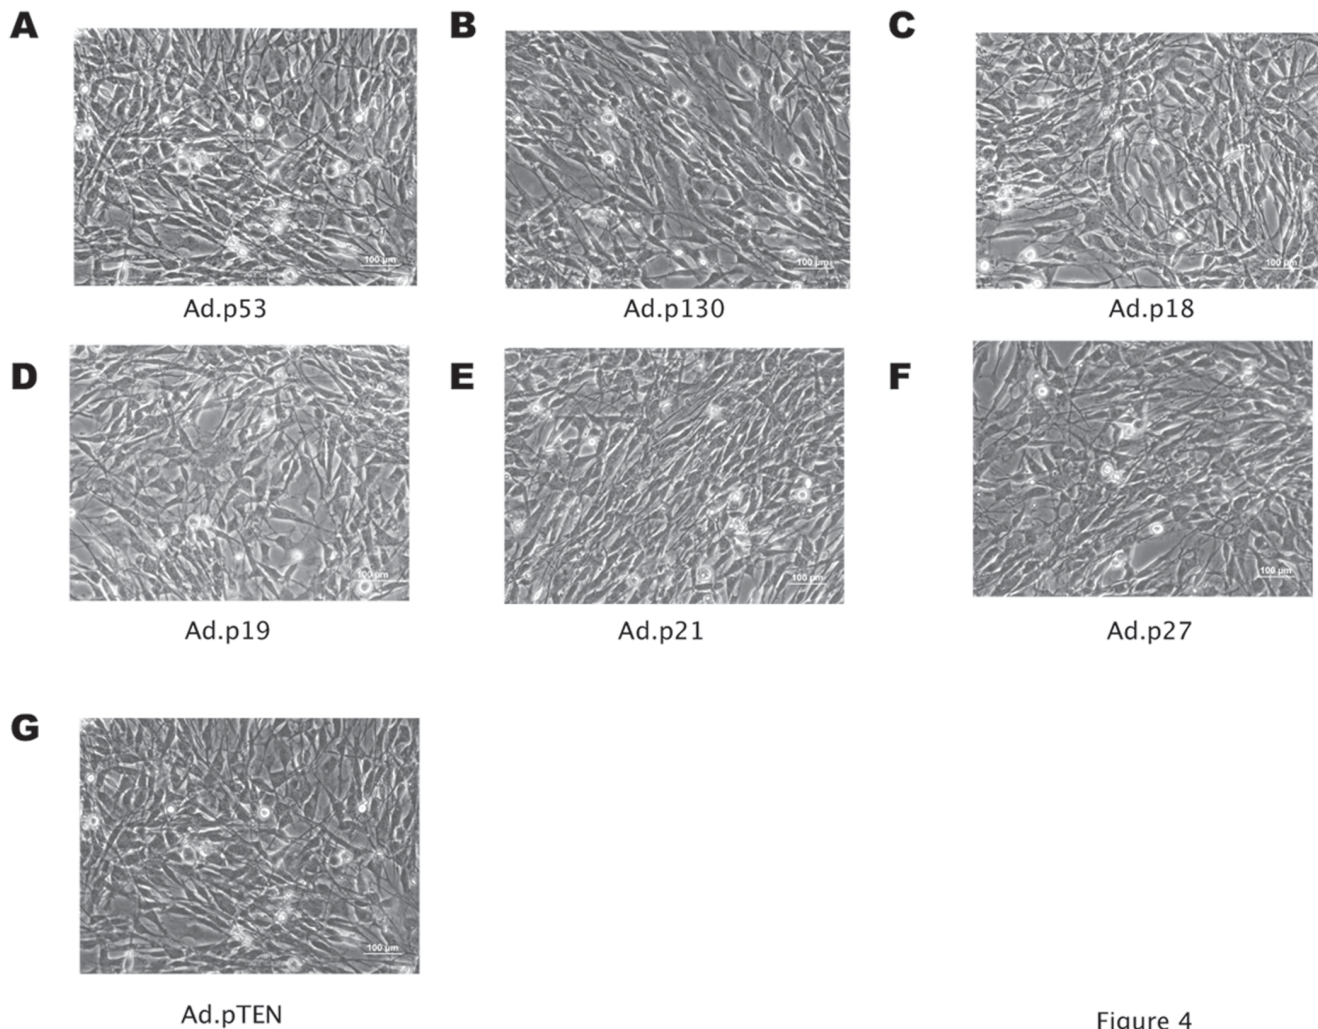 A
B
C
100 µm
100 µm
100 µm
Ad.p53
Ad.p130
Ad.p18
D
E
F
100 µm
100 µm
100 µm
Ad.p19
Ad.p21
Ad.p27
G
100 µm
Ad.pTEN
Figure 4